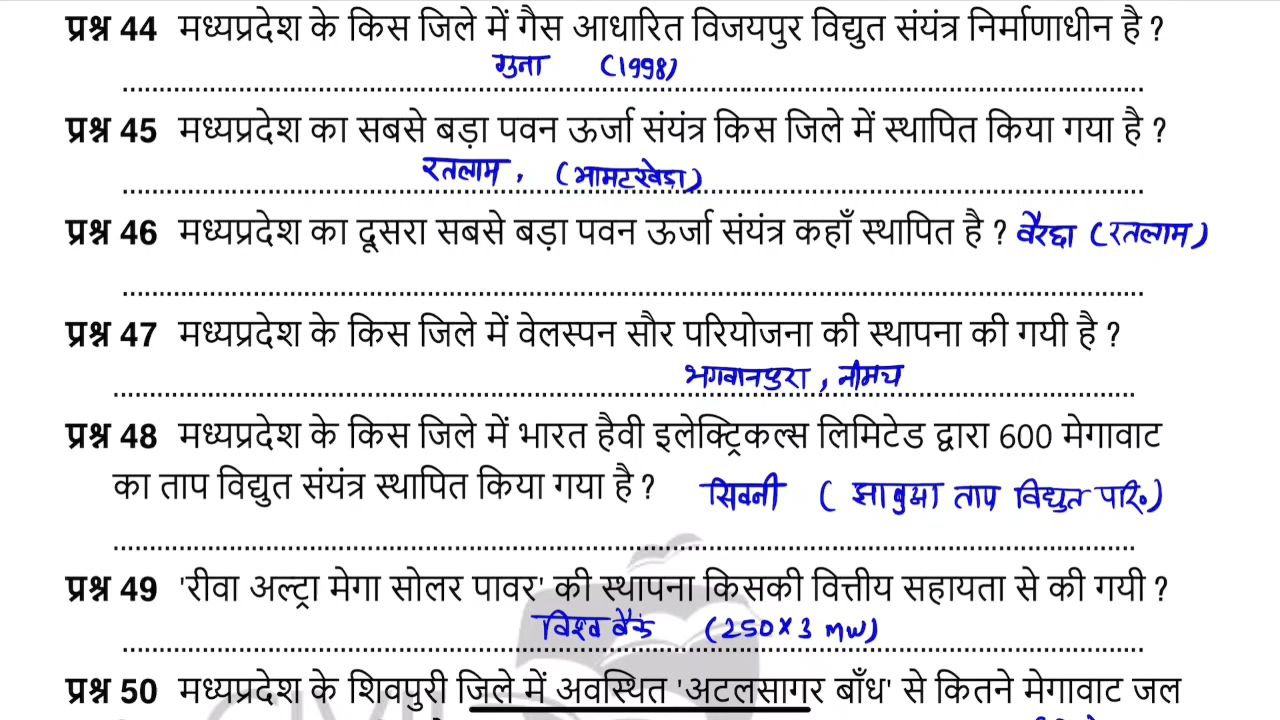 प्रश्न 44 मध्यप्रदेश के किस जिले में गैस आधारित विजयपुर विद्युत संयंत्र निर्माणाधीन है ?
गुना (1998)
प्रश्न 45 मध्यप्रदेश का सबसे बड़ा पवन ऊर्जा संयंत्र किस जिले में स्थापित किया गया है ?
रतलाम, (भामटखेडा)
प्रश्न 46 मध्यप्रदेश का दूसरा सबसे बड़ा पवन ऊर्जा संयंत्र कहाँ स्थापित है ? (रतलाम)
प्रश्न 47 मध्यप्रदेश के किस जिले में वेलस्पन सौर परियोजना की स्थापना की गयी है ?
भगवानपुरा, नीमच
प्रश्न 48 मध्यप्रदेश के किस जिले में भारत हैवी इलेक्ट्रिकल्स लिमिटेड द्वारा 600 मेगावाट
का ताप विद्युत संयंत्र स्थापित किया गया है ? सिवनी (झाबुआ ताप विद्युत परि०)
प्रश्न 49 'रीवा अल्ट्रा मेगा सोलर पावर' की स्थापना किसकी वित्तीय सहायता से की गयी ?
विश्व बैंक (250×3 MW)
प्रश्न 50 मध्यप्रदेश के शिवपुरी जिले में अवस्थित 'अटलसागर बाँध' से कितने मेगावाट जल